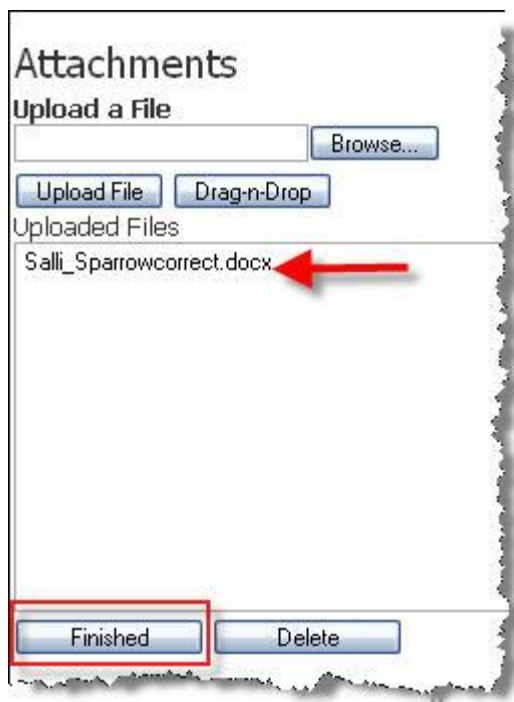 Attachments
Upload a File
Browse...
Upload File Drag-n-Drop
Uploaded Files
Salli_Sparrowcorrect.docx
Finished Delete